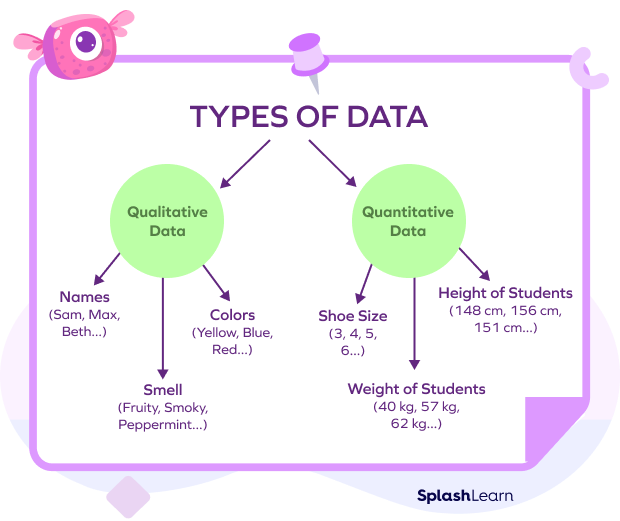 TYPES OF DATA
Qualitative
Data
Quantitative
Data
Names
(Sam, Max,
Beth...)
Smell
(Fruity, Smoky,
Peppermint...)
Colors
(Yellow, Blue,
Red...)
Shoe Size
(3, 4, 5,
6...)
Weight of Students
(40 kg, 57 kg,
62 kg...)
Height of Students
(148 cm, 156 cm,
151 cm...)
SplashLearn